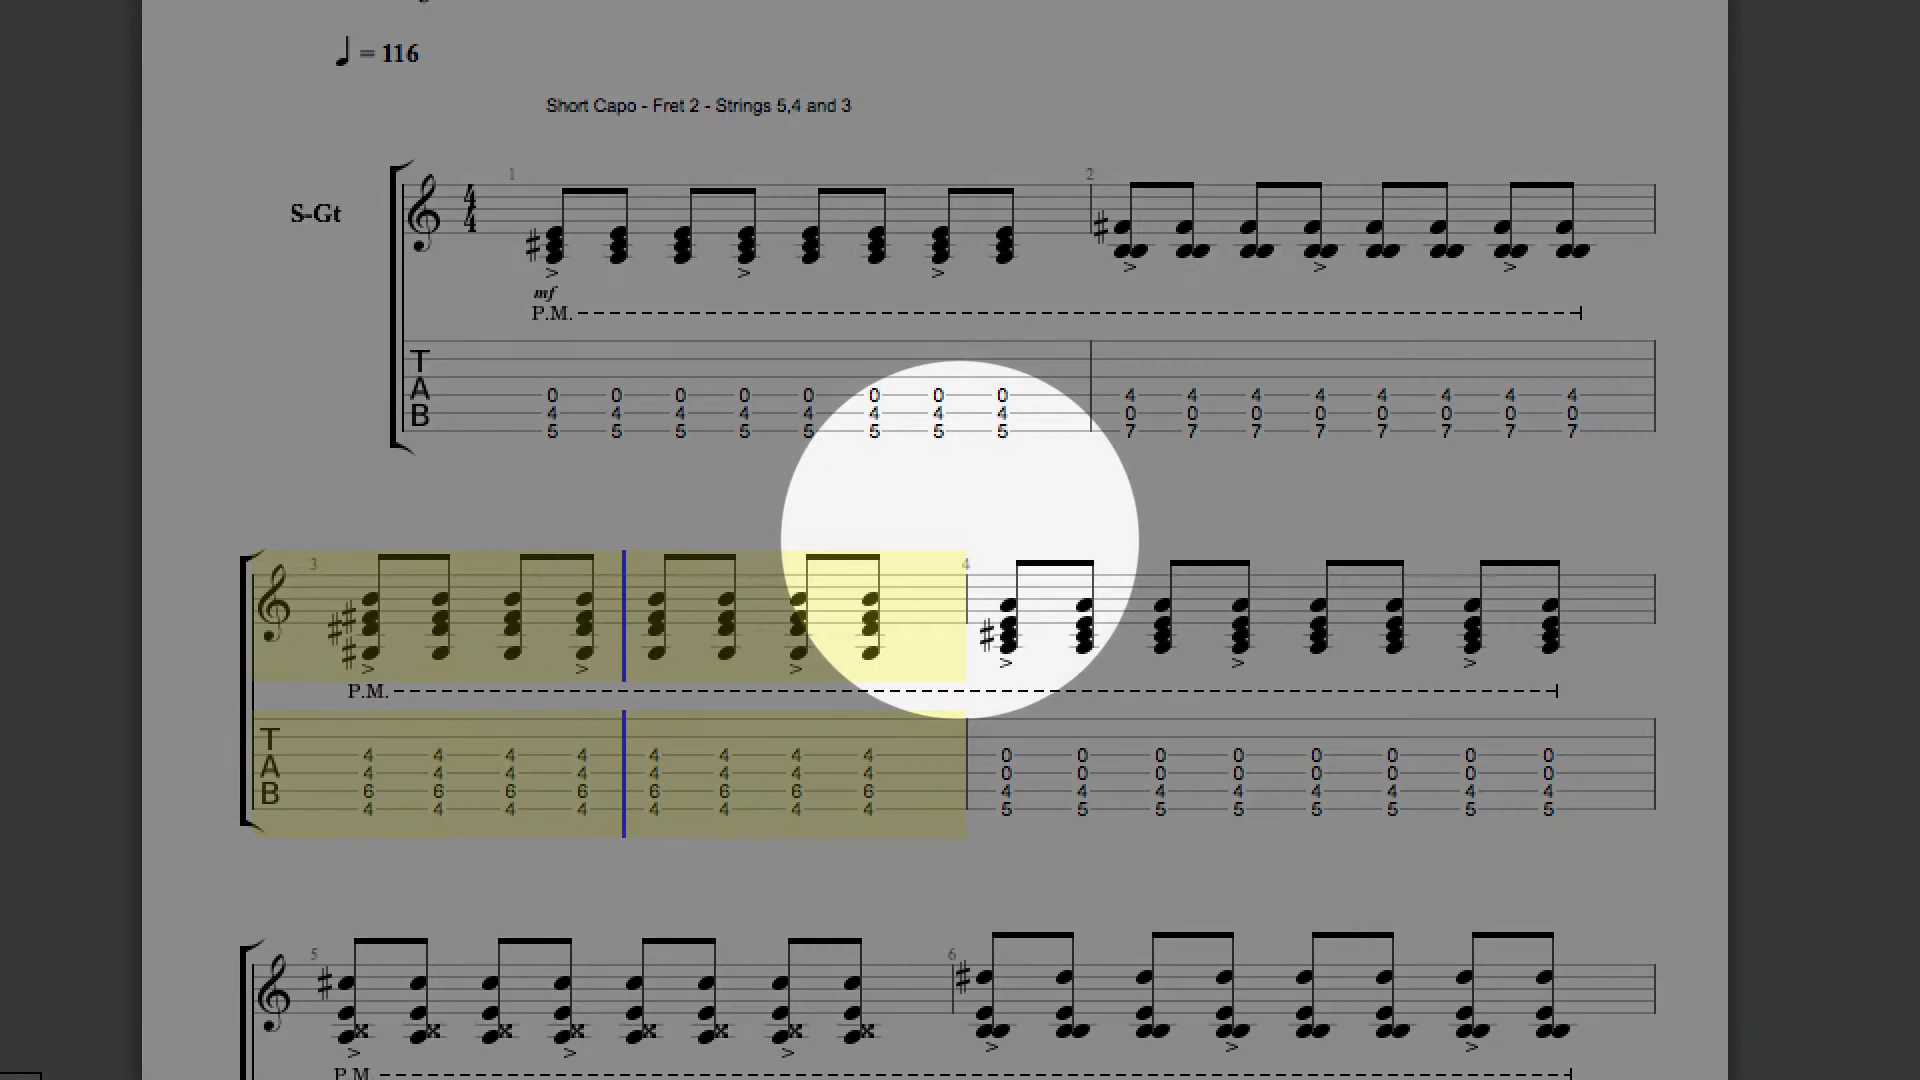 = 116
Short Capo - Fret 2 - Strings 5,4 and 3
S-Gt
4
4
1
2
mf
P.M.
T
A
B
0 0 0 0 0 0 0 0 4 4 4 4 4 4 4 4
4 4 4 4 4 4 4 4 0 0 0 0 0 0 0 0
5 5 5 5 5 5 5 5 7 7 7 7 7 7 7 7
3
4
P.M.
T
A
B
4 4 4 4 4 4 4 4 0 0 0 0 0 0 0 0
4 4 4 4 4 4 4 4 0 0 0 0 0 0 0 0
6 6 6 6 6 6 6 6 4 4 4 4 4 4 4 4
4 4 4 4 4 4 4 4 5 5 5 5 5 5 5 5
5
6
P.M.